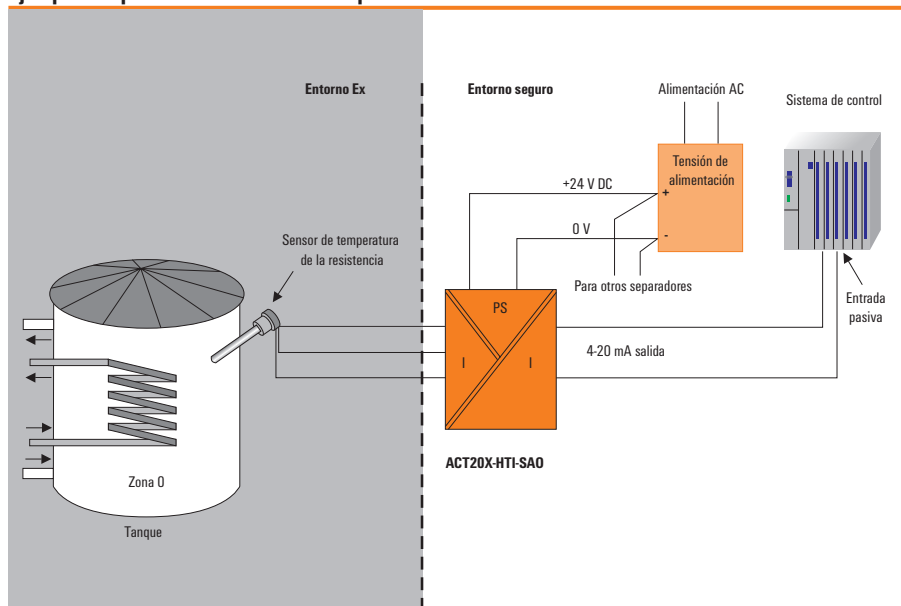 Entorno Ex
Entorno seguro
Alimentación AC
Sistema de control
Tensión de
alimentación
+24 V DC
+
0 V
-
Sensor de temperatura
de la resistencia
Para otros separadores
Entrada
pasiva
PS
I
I
4-20 mA salida
ACT20X-HTI-SAO
Zona 0
Tanque